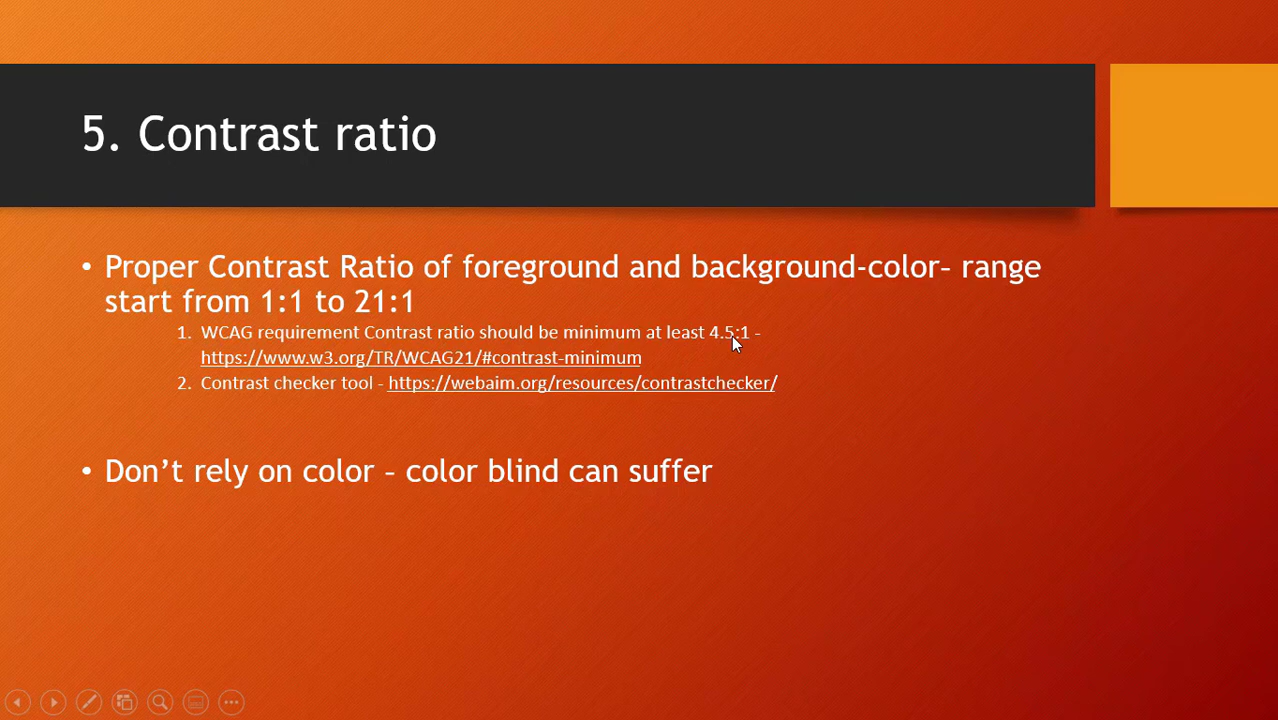 5. Contrast ratio
• Proper Contrast Ratio of foreground and background-color– range
start from 1:1 to 21:1
1. WCAG requirement Contrast ratio should be minimum at least 4.5:1 –
https://www.w3.org/TR/WCAG21/#contrast-minimum
2. Contrast checker tool - https://webaim.org/resources/contrastchecker/
• Don’t rely on color – color blind can suffer